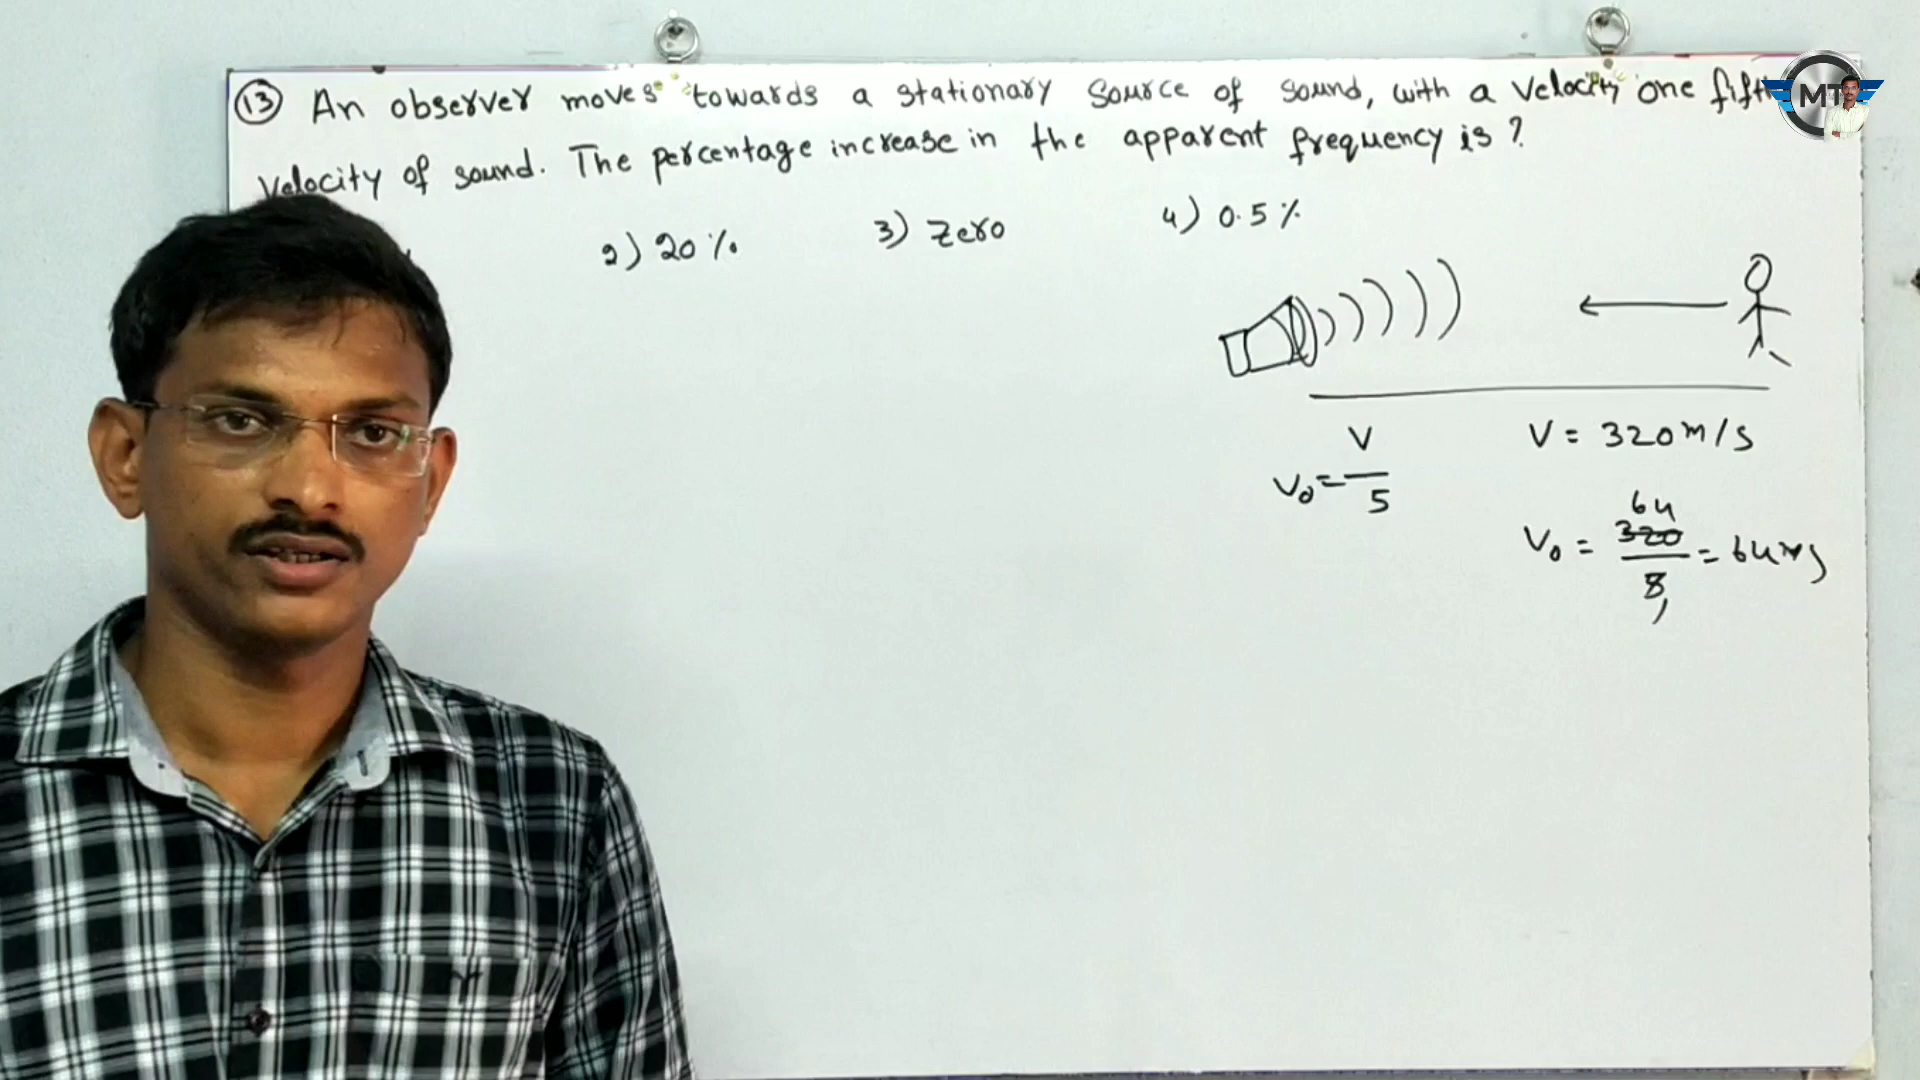 13 An observer moves towards a stationary source of sound, with a velocity one
velocity of sound. The percentage increase in the apparent frequency is ?
2) 20 % 3) Zero 4) 0.5 %
V₀ = V/5
V = 320 m/s
V₀ = 320/5 = 64 m/s
64
MT